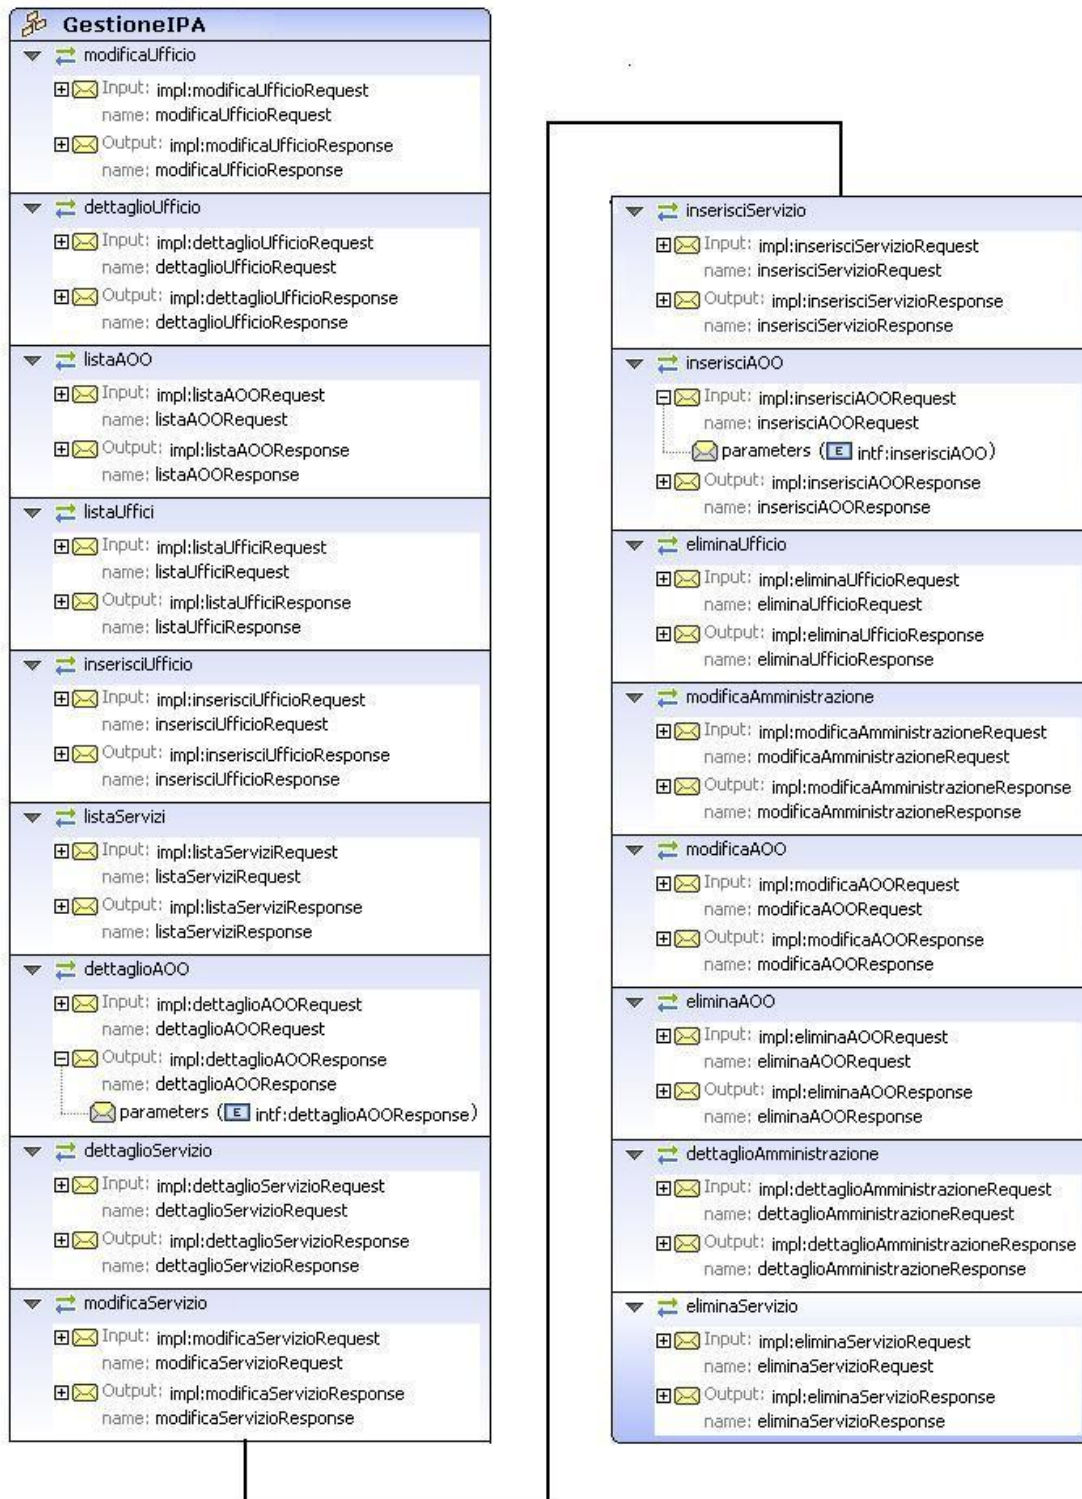 GestioneIPA
modificaUfficio
Input: impl:modificaUfficioRequest
name: modificaUfficioRequest
Output: impl:modificaUfficioResponse
name: modificaUfficioResponse
dettaglioUfficio
Input: impl:dettaglioUfficioRequest
name: dettaglioUfficioRequest
Output: impl:dettaglioUfficioResponse
name: dettaglioUfficioResponse
listaAOO
Input: impl:listaAOORequest
name: listaAOORequest
Output: impl:listaAOOResponse
name: listaAOOResponse
listaUffici
Input: impl:listaUfficiRequest
name: listaUfficiRequest
Output: impl:listaUfficiResponse
name: listaUfficiResponse
inserisciUfficio
Input: impl:inserisciUfficioRequest
name: inserisciUfficioRequest
Output: impl:inserisciUfficioResponse
name: inserisciUfficioResponse
listaServizi
Input: impl:listaServiziRequest
name: listaServiziRequest
Output: impl:listaServiziResponse
name: listaServiziResponse
dettaglioAOO
Input: impl:dettaglioAOORequest
name: dettaglioAOORequest
Output: impl:dettaglioAOOResponse
name: dettaglioAOOResponse
parameters (E intf:dettaglioAOOResponse)
dettaglioServizio
Input: impl:dettaglioServizioRequest
name: dettaglioServizioRequest
Output: impl:dettaglioServizioResponse
name: dettaglioServizioResponse
modificaServizio
Input: impl:modificaServizioRequest
name: modificaServizioRequest
Output: impl:modificaServizioResponse
name: modificaServizioResponse
inserisciServizio
Input: impl:inserisciServizioRequest
name: inserisciServizioRequest
Output: impl:inserisciServizioResponse
name: inserisciServizioResponse
inserisciAOO
Input: impl:inserisciAOORequest
name: inserisciAOORequest
parameters (E intf:inserisciAOO)
Output: impl:inserisciAOOResponse
name: inserisciAOOResponse
eliminaUfficio
Input: impl:eliminaUfficioRequest
name: eliminaUfficioRequest
Output: impl:eliminaUfficioResponse
name: eliminaUfficioResponse
modificaAmministrazione
Input: impl:modificaAmministrazioneRequest
name: modificaAmministrazioneRequest
Output: impl:modificaAmministrazioneResponse
name: modificaAmministrazioneResponse
modificaAOO
Input: impl:modificaAOORequest
name: modificaAOORequest
Output: impl:modificaAOOResponse
name: modificaAOOResponse
eliminaAOO
Input: impl:eliminaAOORequest
name: eliminaAOORequest
Output: impl:eliminaAOOResponse
name: eliminaAOOResponse
dettaglioAmministrazione
Input: impl:dettaglioAmministrazioneRequest
name: dettaglioAmministrazioneRequest
Output: impl:dettaglioAmministrazioneResponse
name: dettaglioAmministrazioneResponse
eliminaServizio
Input: impl:eliminaServizioRequest
name: eliminaServizioRequest
Output: impl:eliminaServizioResponse
name: eliminaServizioResponse